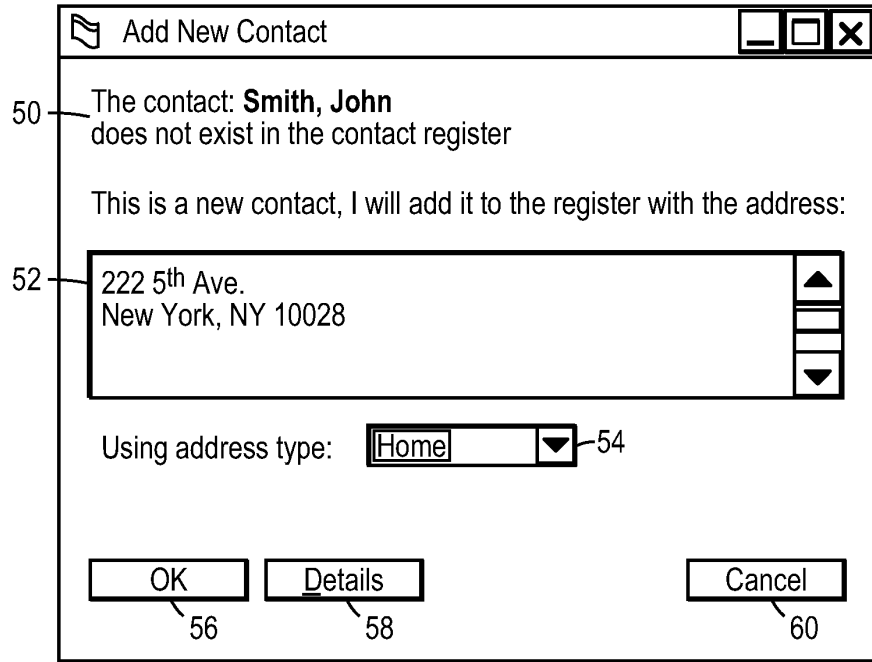 Add New Contact
50
The contact: Smith, John
does not exist in the contact register
This is a new contact, I will add it to the register with the address:
52
222 5th Ave.
New York, NY 10028
Using address type: Home 54
OK Details Cancel
56 58 60